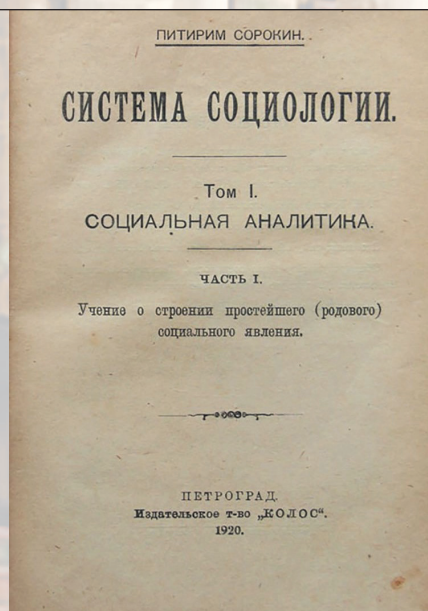 ПИТИРИМ СОРОКИН.
СИСТЕМА СОЦИОЛОГИИ.
Том I.
СОЦИАЛЬНАЯ АНАЛИТИКА.
ЧАСТЬ I.
Учение о строении простейшего (родового)
социального явления.
ПЕТРОГРАД.
Издательское т-во „КОЛОС“.
1920.